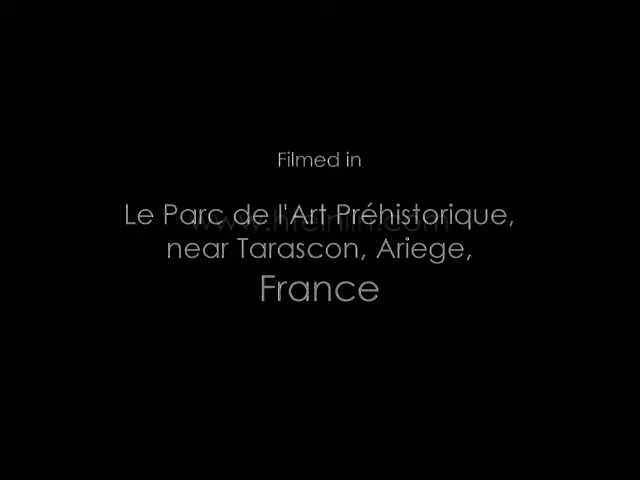 Filmed in
Le Parc de l'Art Préhistorique,
near Tarascon, Ariege,
France